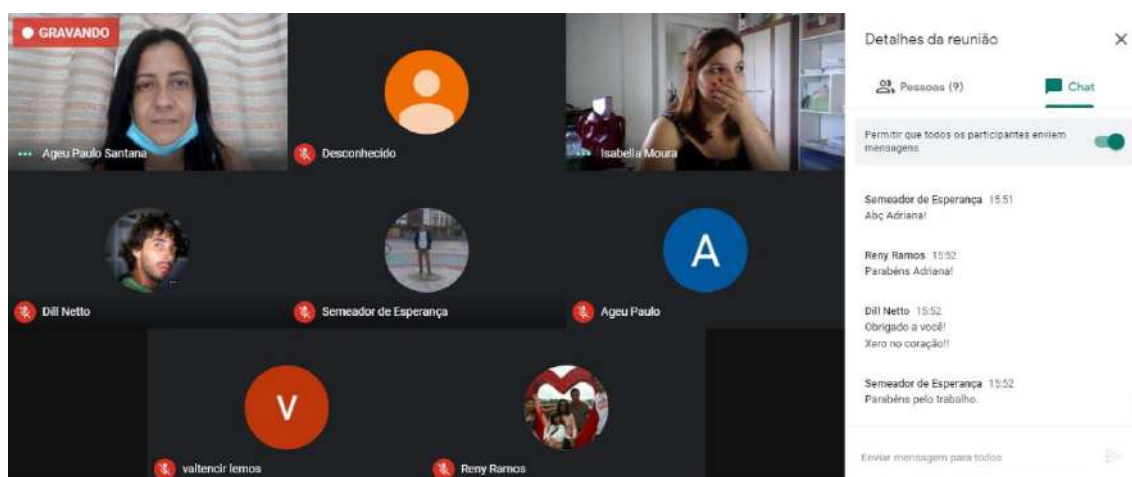 GRAVANDO
Ageu Paulo Santana
Desconhecido
Isabella Moura
Dill Netto
Semeador de Esperança
A
Ageu Paulo
V
valtencir lemos
Reny Ramos
Detalhes da reunião
Pessoas (9)
Chat
Permitir que todos os participantes enviem
mensagens
Semeador de Esperança 15:51
Abç Adriana!
Reny Ramos 15:52
Parabéns Adriana!
Dill Netto 15:52
Obrigado a você!
Xero no coração!!
Semeador de Esperança 15:52
Parabéns pelo trabalho.
Enviar mensagem para todos